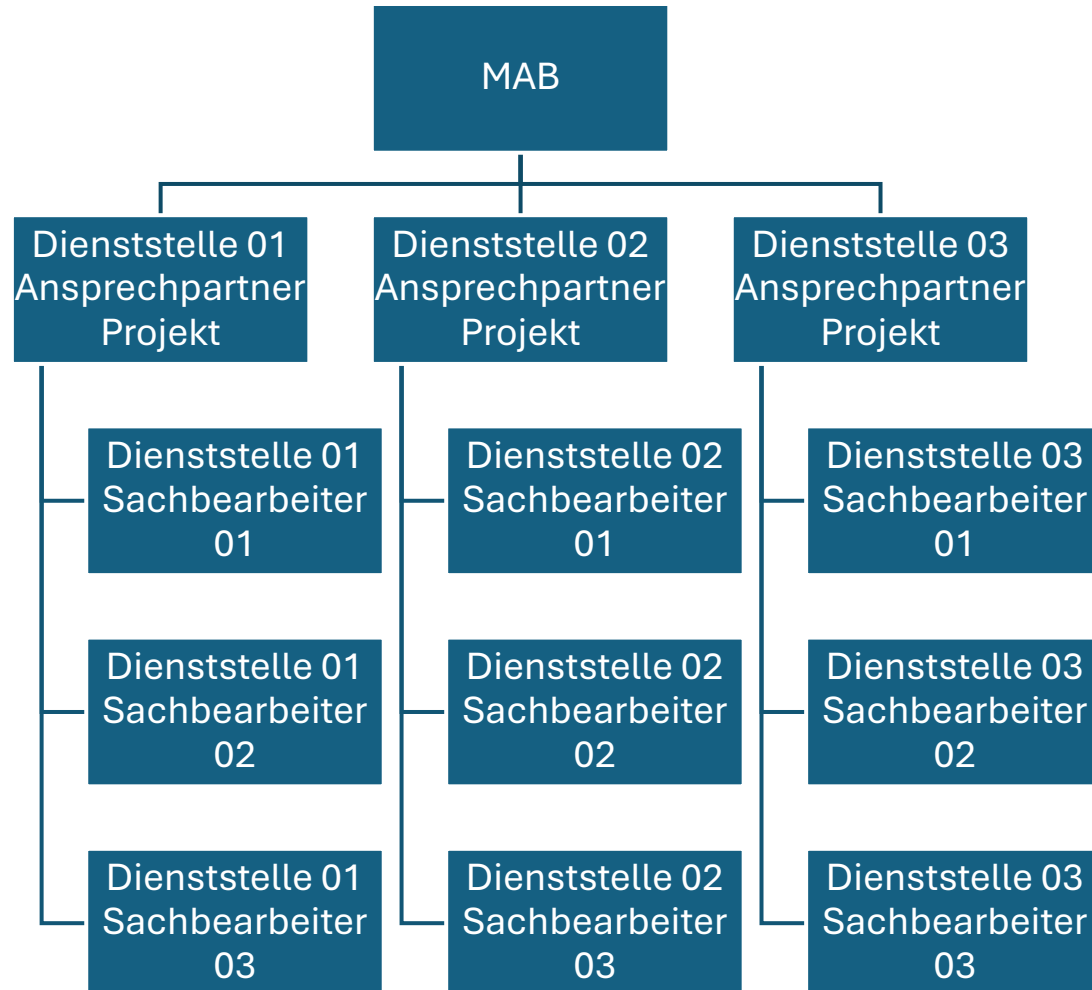 MAB
Dienststelle 01
Ansprechpartner
Projekt
Dienststelle 02
Ansprechpartner
Projekt
Dienststelle 03
Ansprechpartner
Projekt
Dienststelle 01
Sachbearbeiter
01
Dienststelle 02
Sachbearbeiter
01
Dienststelle 03
Sachbearbeiter
01
Dienststelle 01
Sachbearbeiter
02
Dienststelle 02
Sachbearbeiter
02
Dienststelle 03
Sachbearbeiter
02
Dienststelle 01
Sachbearbeiter
03
Dienststelle 02
Sachbearbeiter
03
Dienststelle 03
Sachbearbeiter
03